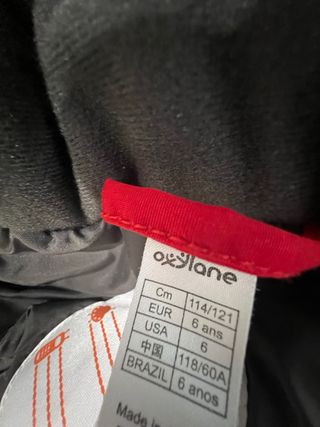 oxylane
Cm 114/121
EUR 6 ans
USA 6
中国 118/60A
BRAZIL 6 anos
Made in